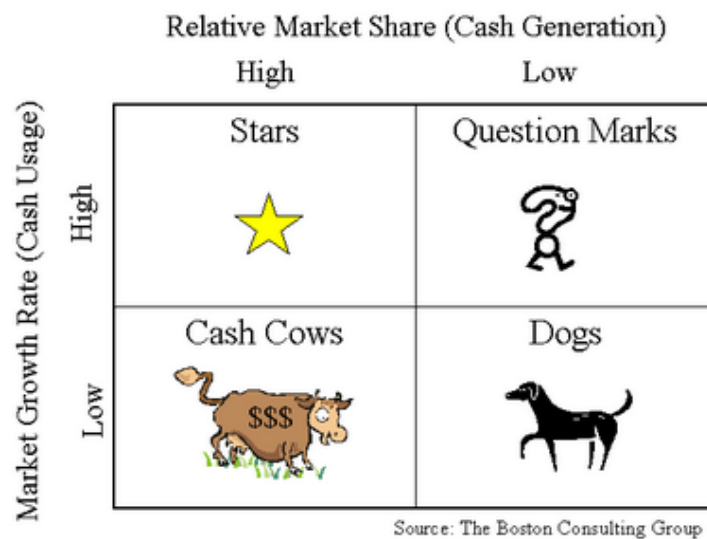 Relative Market Share (Cash Generation)
High Low
Market Growth Rate (Cash Usage)
High
Stars Question Marks
Low
Cash Cows Dogs
$$$
Source: The Boston Consulting Group